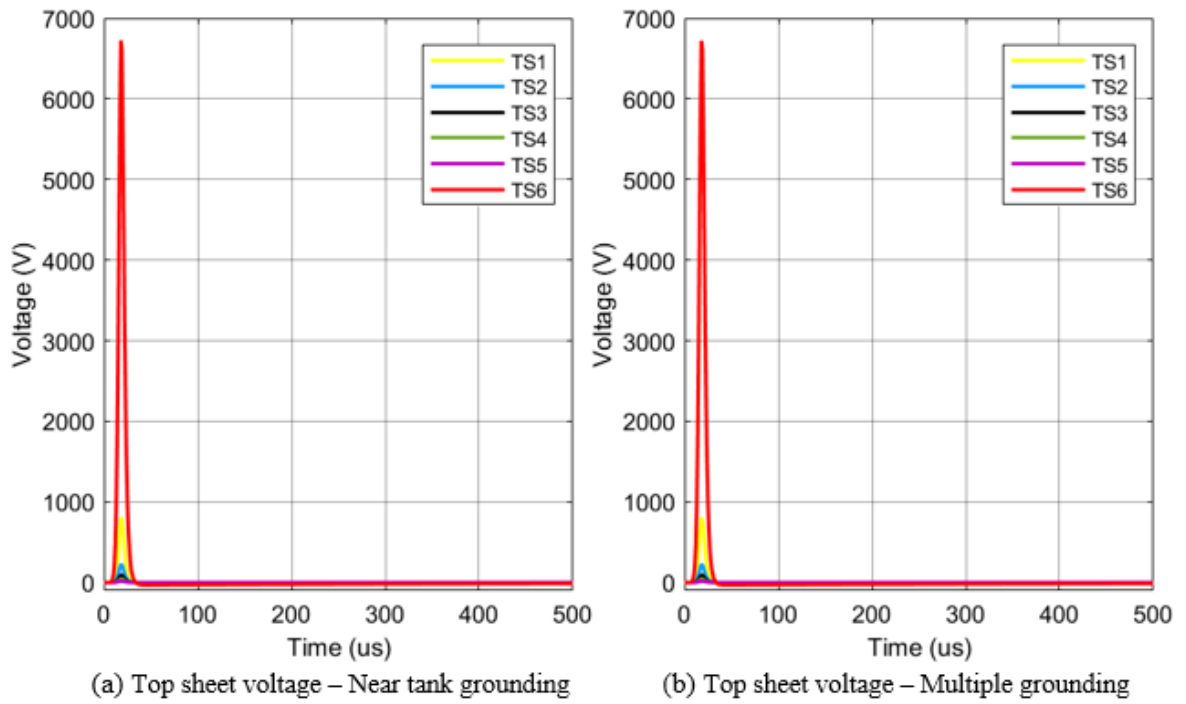 7000
6000
5000
4000
3000
2000
1000
0
Voltage (V)
TS1
TS2
TS3
TS4
TS5
TS6
0 100 200 300 400 500
Time (us)
(a) Top sheet voltage – Near tank grounding
7000
6000
5000
4000
3000
2000
1000
0
Voltage (V)
TS1
TS2
TS3
TS4
TS5
TS6
0 100 200 300 400 500
Time (us)
(b) Top sheet voltage – Multiple grounding